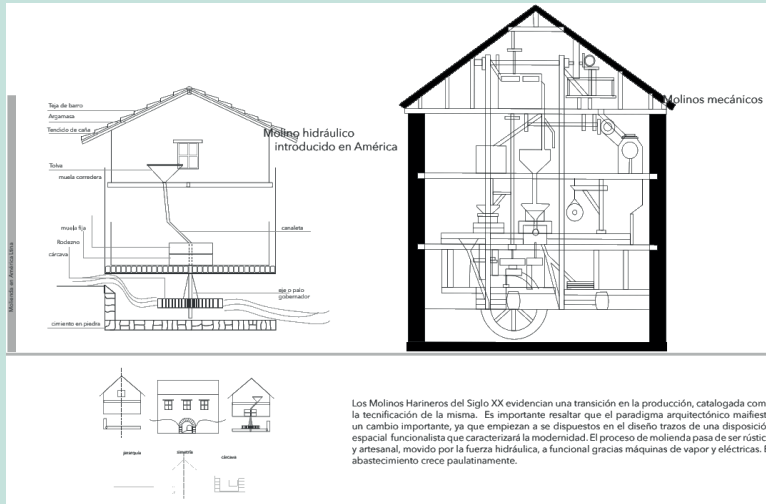 Molienda en América Latina
Teja de barro
Argamasa
Tendido de caña
Tolva
muela corredera
muela fija
Rodezno
cárcava
cimiento en piedra
canaleta
eje o palo
gobernador
Molino hidráulico
introducido en América
Molinos mecánicos
jerarquía
simetría
cárcava
Los Molinos Harineros del Siglo XX evidencian una transición en la producción, catalogada com
la tecnificación de la misma. Es importante resaltar que el paradigma arquitectónico maifiest
un cambio importante, ya que empiezan a se dispuestos en el diseño trazos de una disposició
espacial funcionalista que caracterizará la modernidad. El proceso de molienda pasa de ser rústic
y artesanal, movido por la fuerza hidráulica, a funcional gracias máquinas de vapor y eléctricas. E
abastecimiento crece paulatinamente.